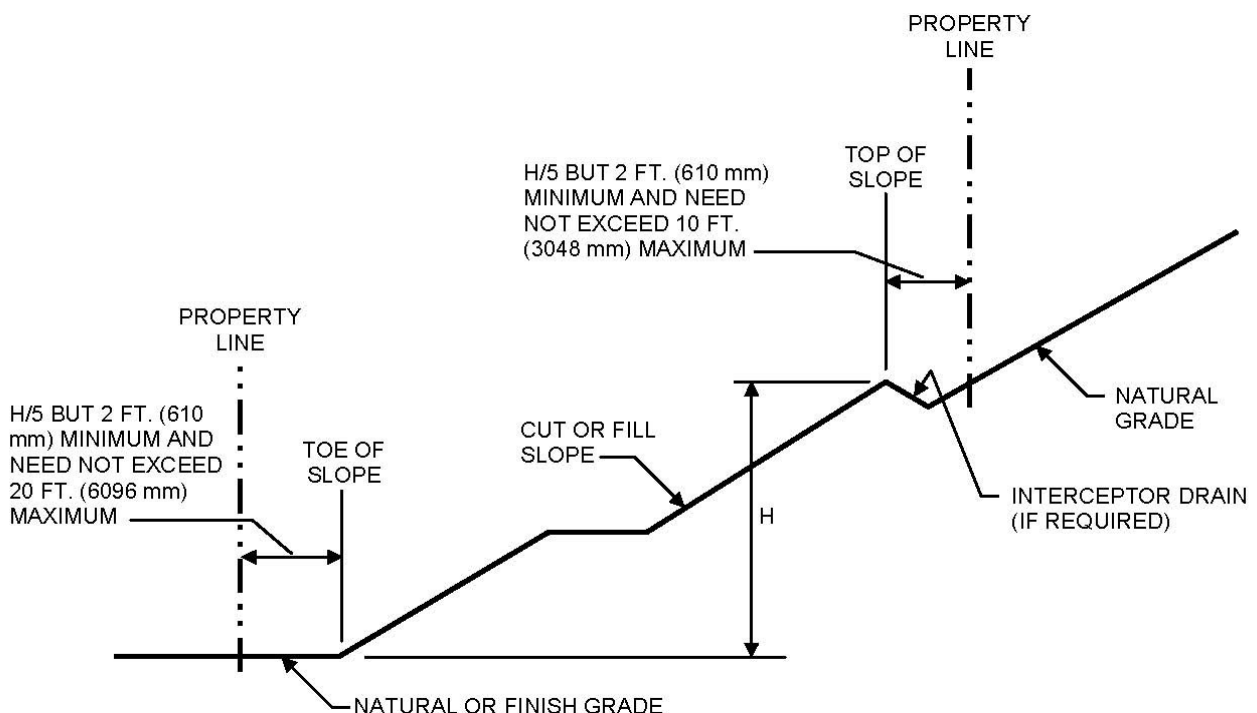 PROPERTY
LINE
TOP OF
SLOPE
H/5 BUT 2 FT. (610 mm)
MINIMUM AND NEED
NOT EXCEED 10 FT.
(3048 mm) MAXIMUM
PROPERTY
LINE
H/5 BUT 2 FT. (610
mm) MINIMUM AND
NEED NOT EXCEED
20 FT. (6096 mm)
MAXIMUM
TOE OF
SLOPE
CUT OR FILL
SLOPE
H
NATURAL
GRADE
INTERCEPTOR DRAIN
(IF REQUIRED)
NATURAL OR FINISH GRADE